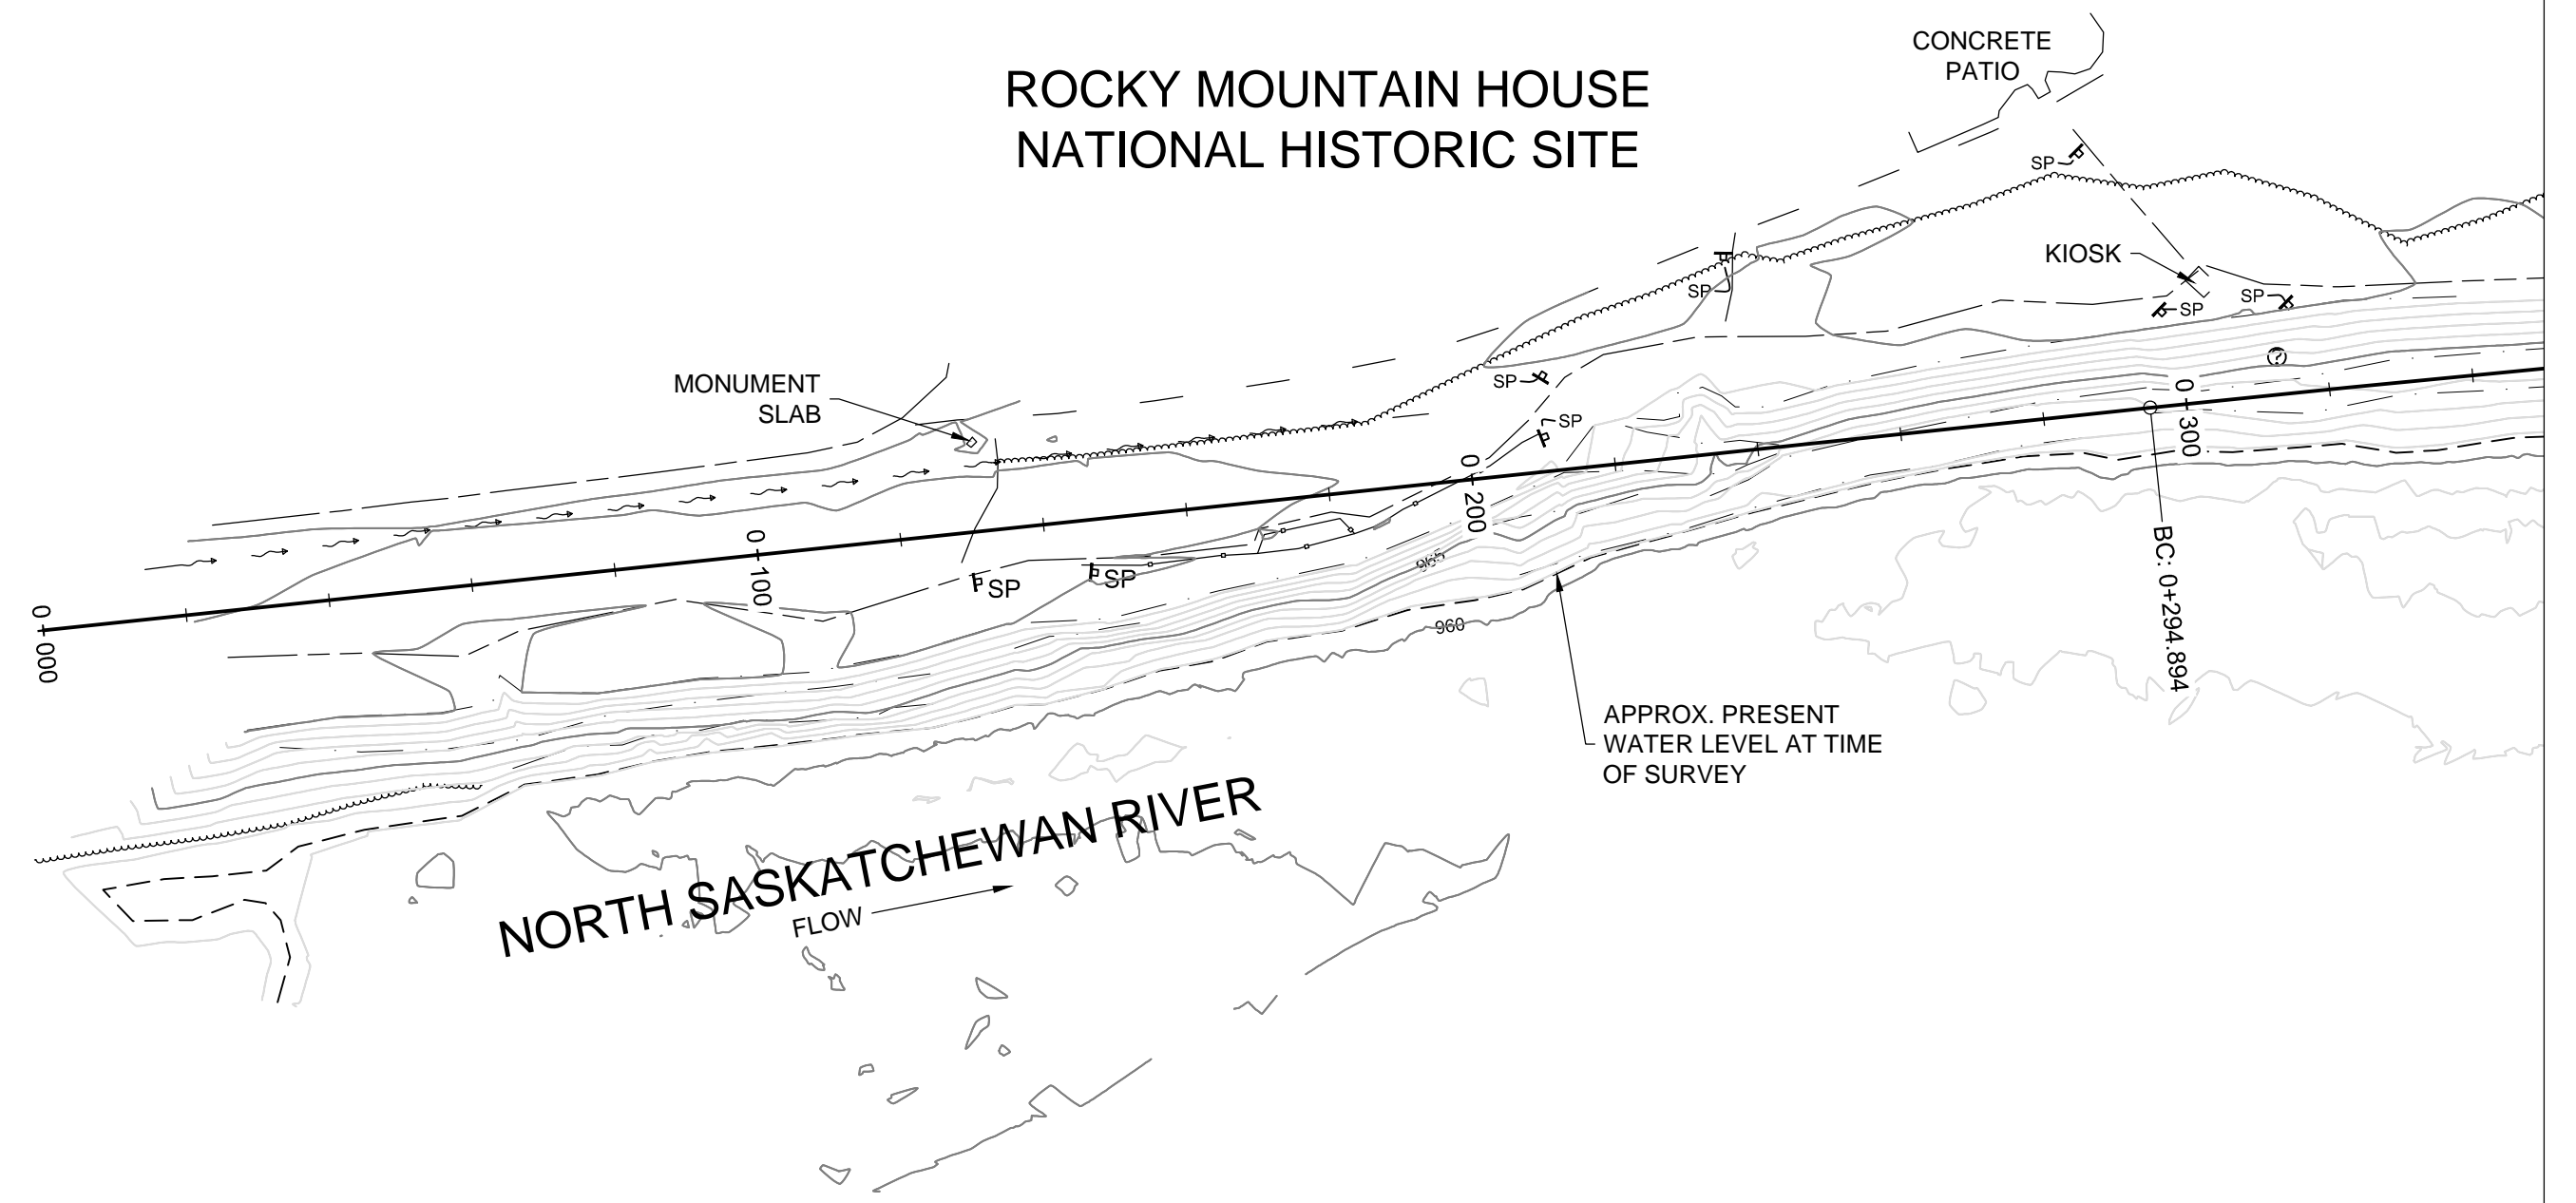 ROCKY MOUNTAIN HOUSE
NATIONAL HISTORIC SITE
CONCRETE
PATIO
SP
KIOSK
SP
SP
SP
MONUMENT
SLAB
SP
SP
0
300
0
200
0
100
0
000
SP
SP
965
960
BC: 0+294.894
APPROX. PRESENT
WATER LEVEL AT TIME
OF SURVEY
NORTH SASKATCHEWAN RIVER
FLOW
?